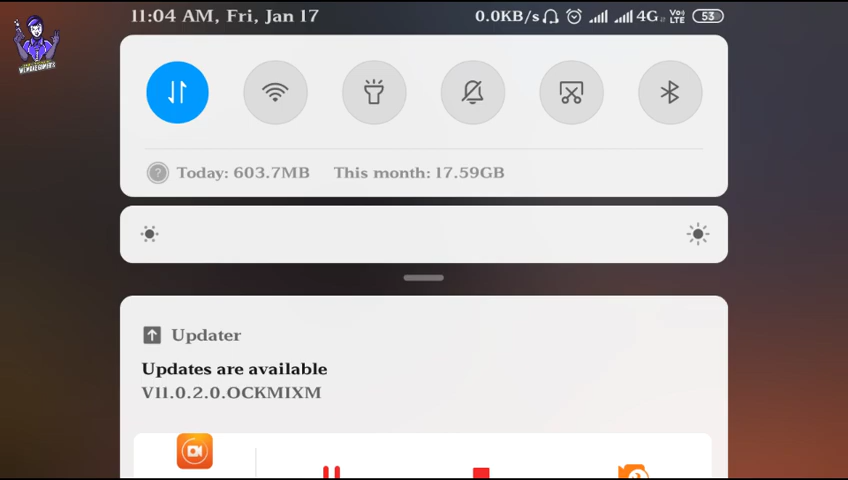 11:04 AM, Fri, Jan 17
0.0KB/s 4G Vo) LTE 53
Today: 603.7MB This month: 17.59GB
Updater
Updates are available
V11.0.2.0.OCKMIXM